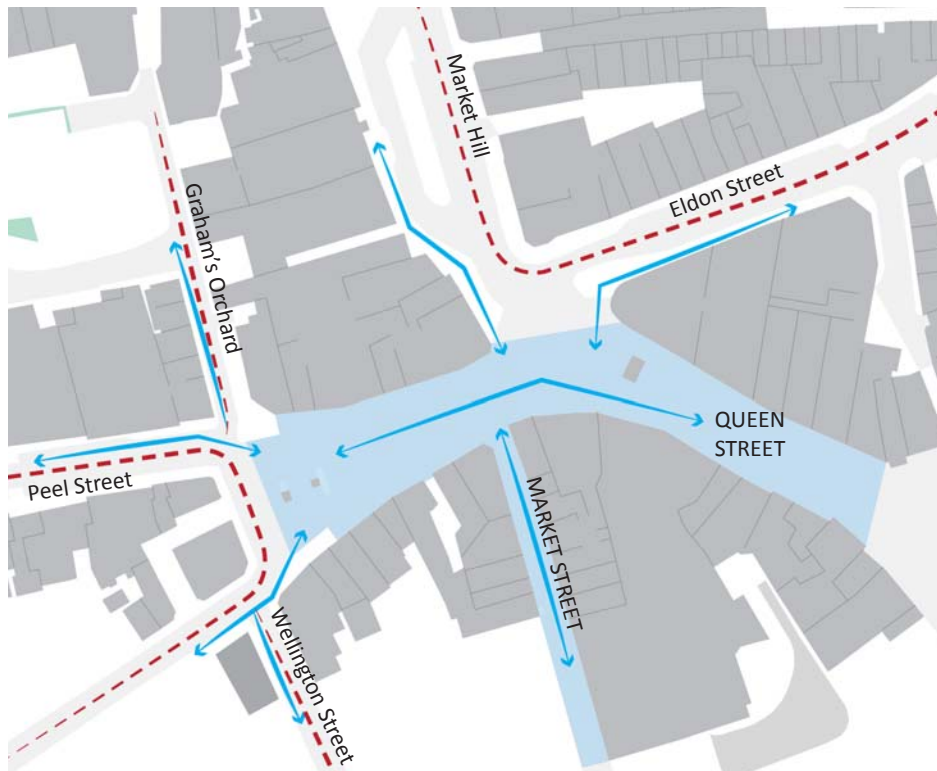 Market Hill
Eldon Street
Graham's Orchard
QUEEN
STREET
Peel Street
MARKET STREET
Wellington Street